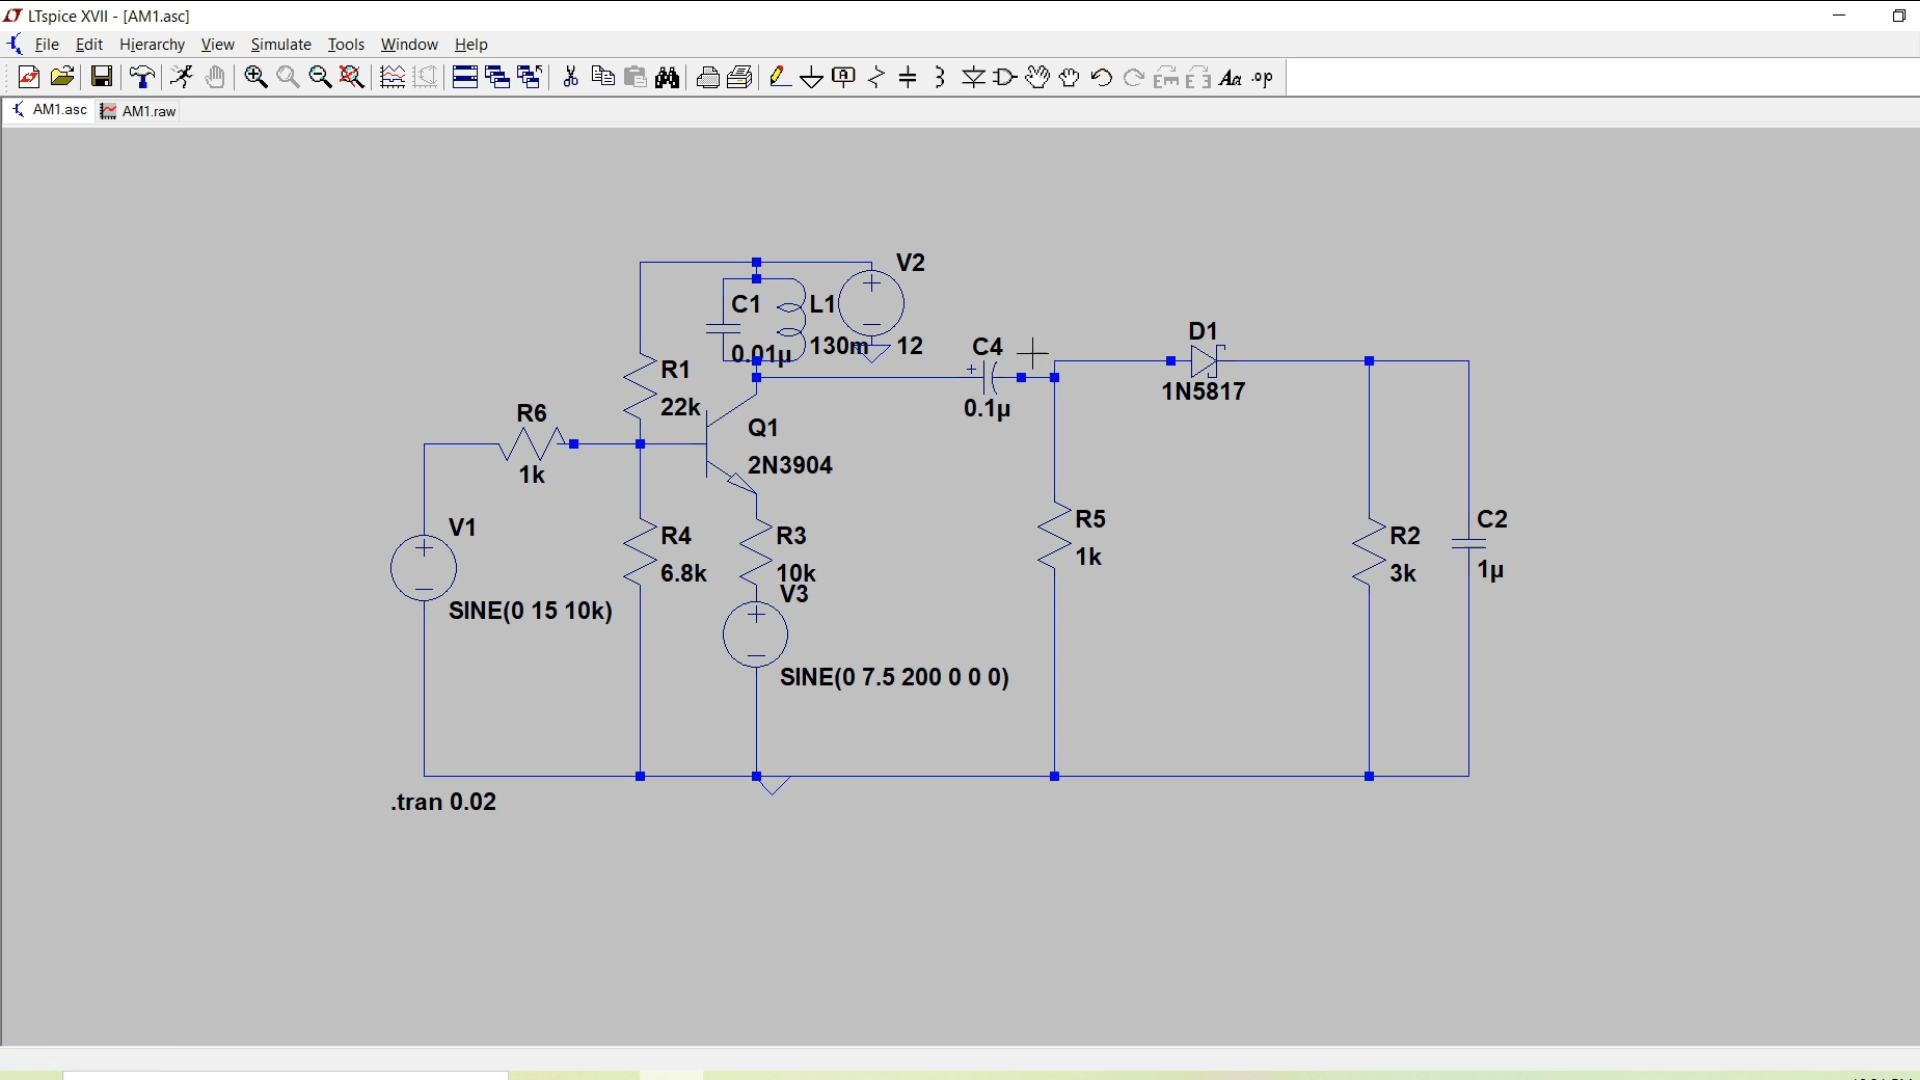 LTspice XVII - [AM1.asc]
File Edit Hierarchy View Simulate Tools Window Help
Aa .op
AM1.asc AM1.raw
V2
C1 L1
0.01µ 130m 12
R1
22k
C4
0.1µ
D1
1N5817
R6
1k
Q1
2N3904
V1
SINE(0 15 10k)
R4
6.8k
R3
10k
V3
SINE(0 7.5 200 0 0 0)
R5
1k
R2
3k
C2
1µ
.tran 0.02